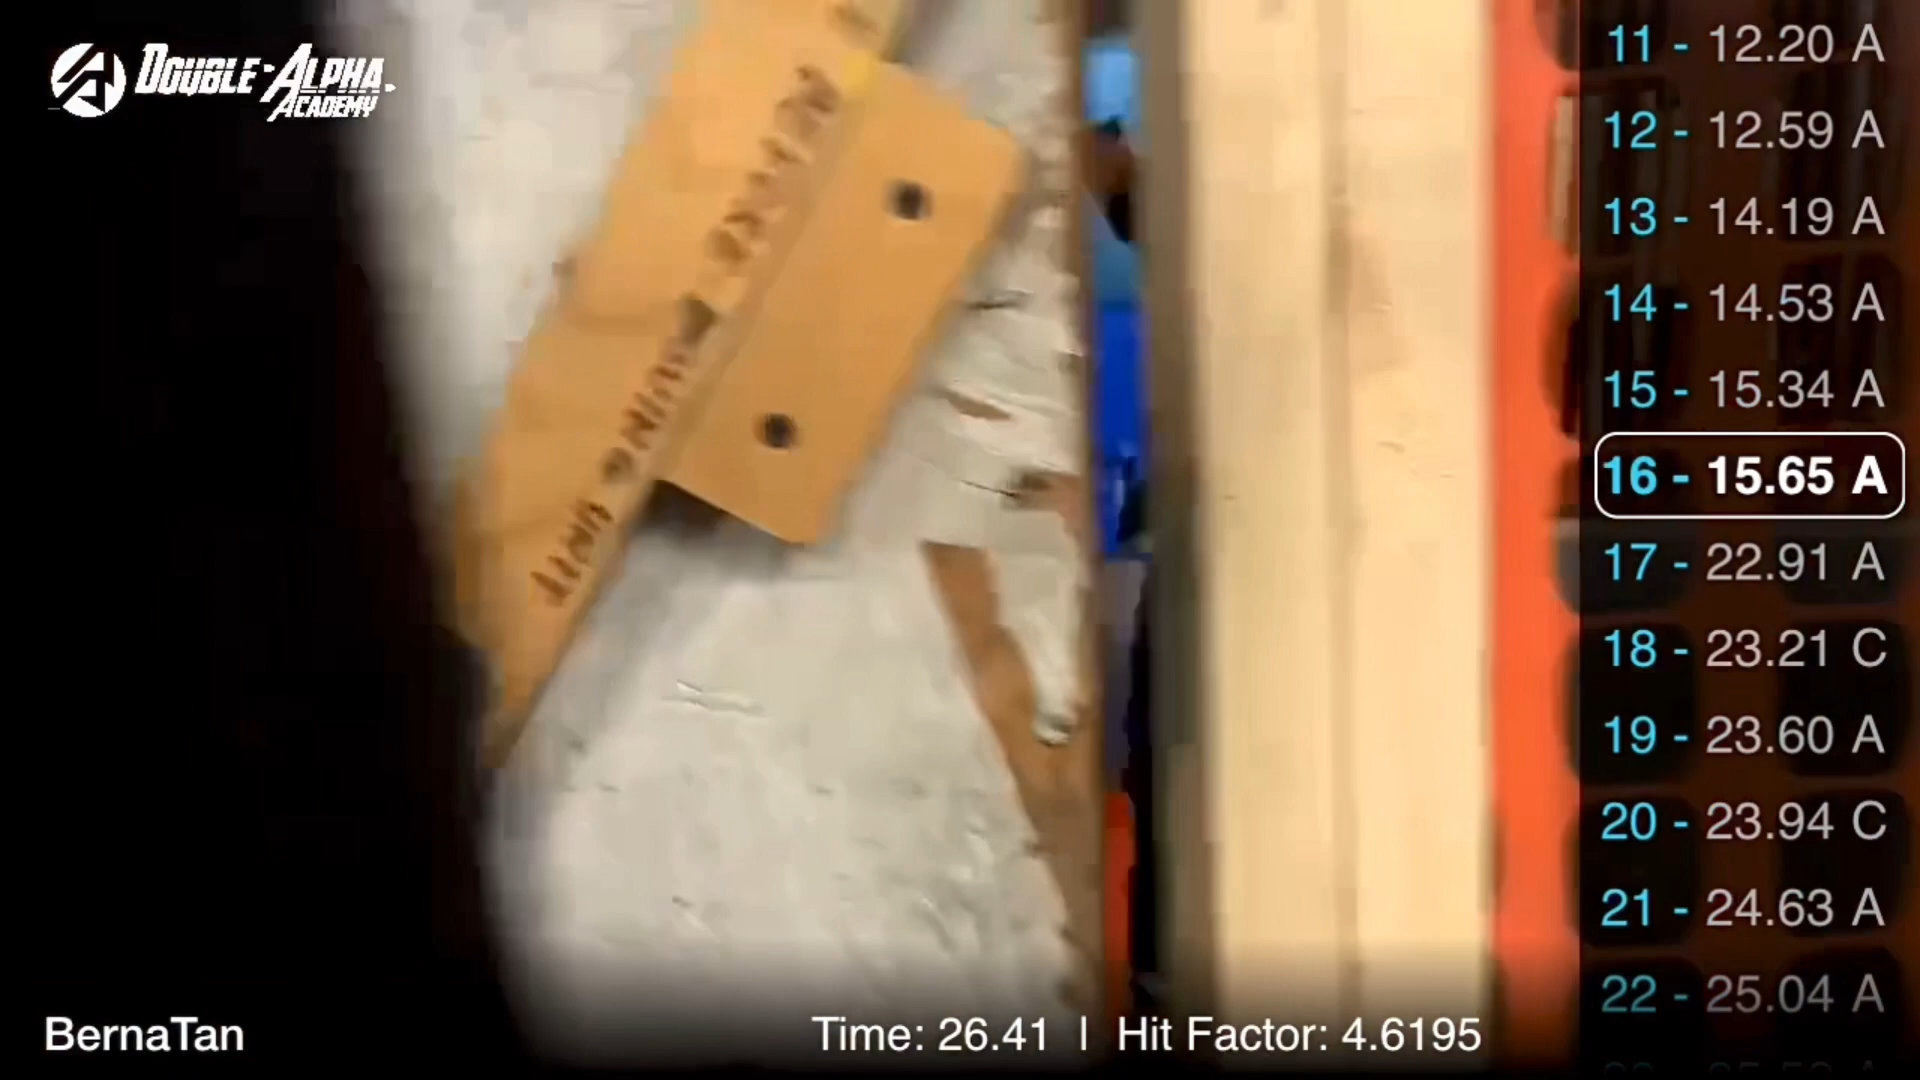 DOUBLE-ALPHA
ACADEMY
11 - 12.20 A
12 - 12.59 A
13 - 14.19 A
14 - 14.53 A
15 - 15.34 A
16 - 15.65 A
17 - 22.91 A
18 - 23.21 C
19 - 23.60 A
20 - 23.94 C
21 - 24.63 A
22 - 25.04 A
BernaTan
Time: 26.41 | Hit Factor: 4.6195